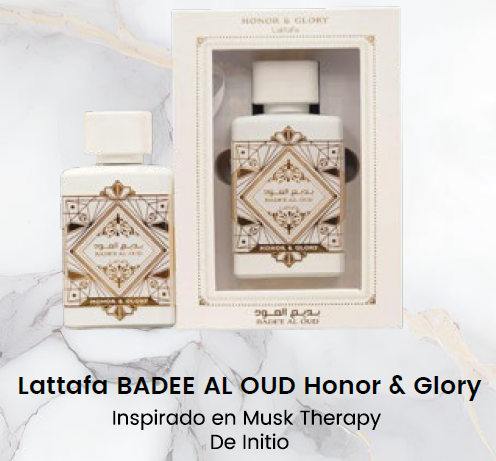 HONOR & GLORY
Lattafa
بديع العود
BADEE AL OUD
Lattafa
HONOR & GLORY
بديع العود
BADEE AL OUD
HONOR & GLORY
بديع العود
BADEE AL OUD
Lattafa BADEE AL OUD Honor & Glory
Inspirado en Musk Therapy
De Initio